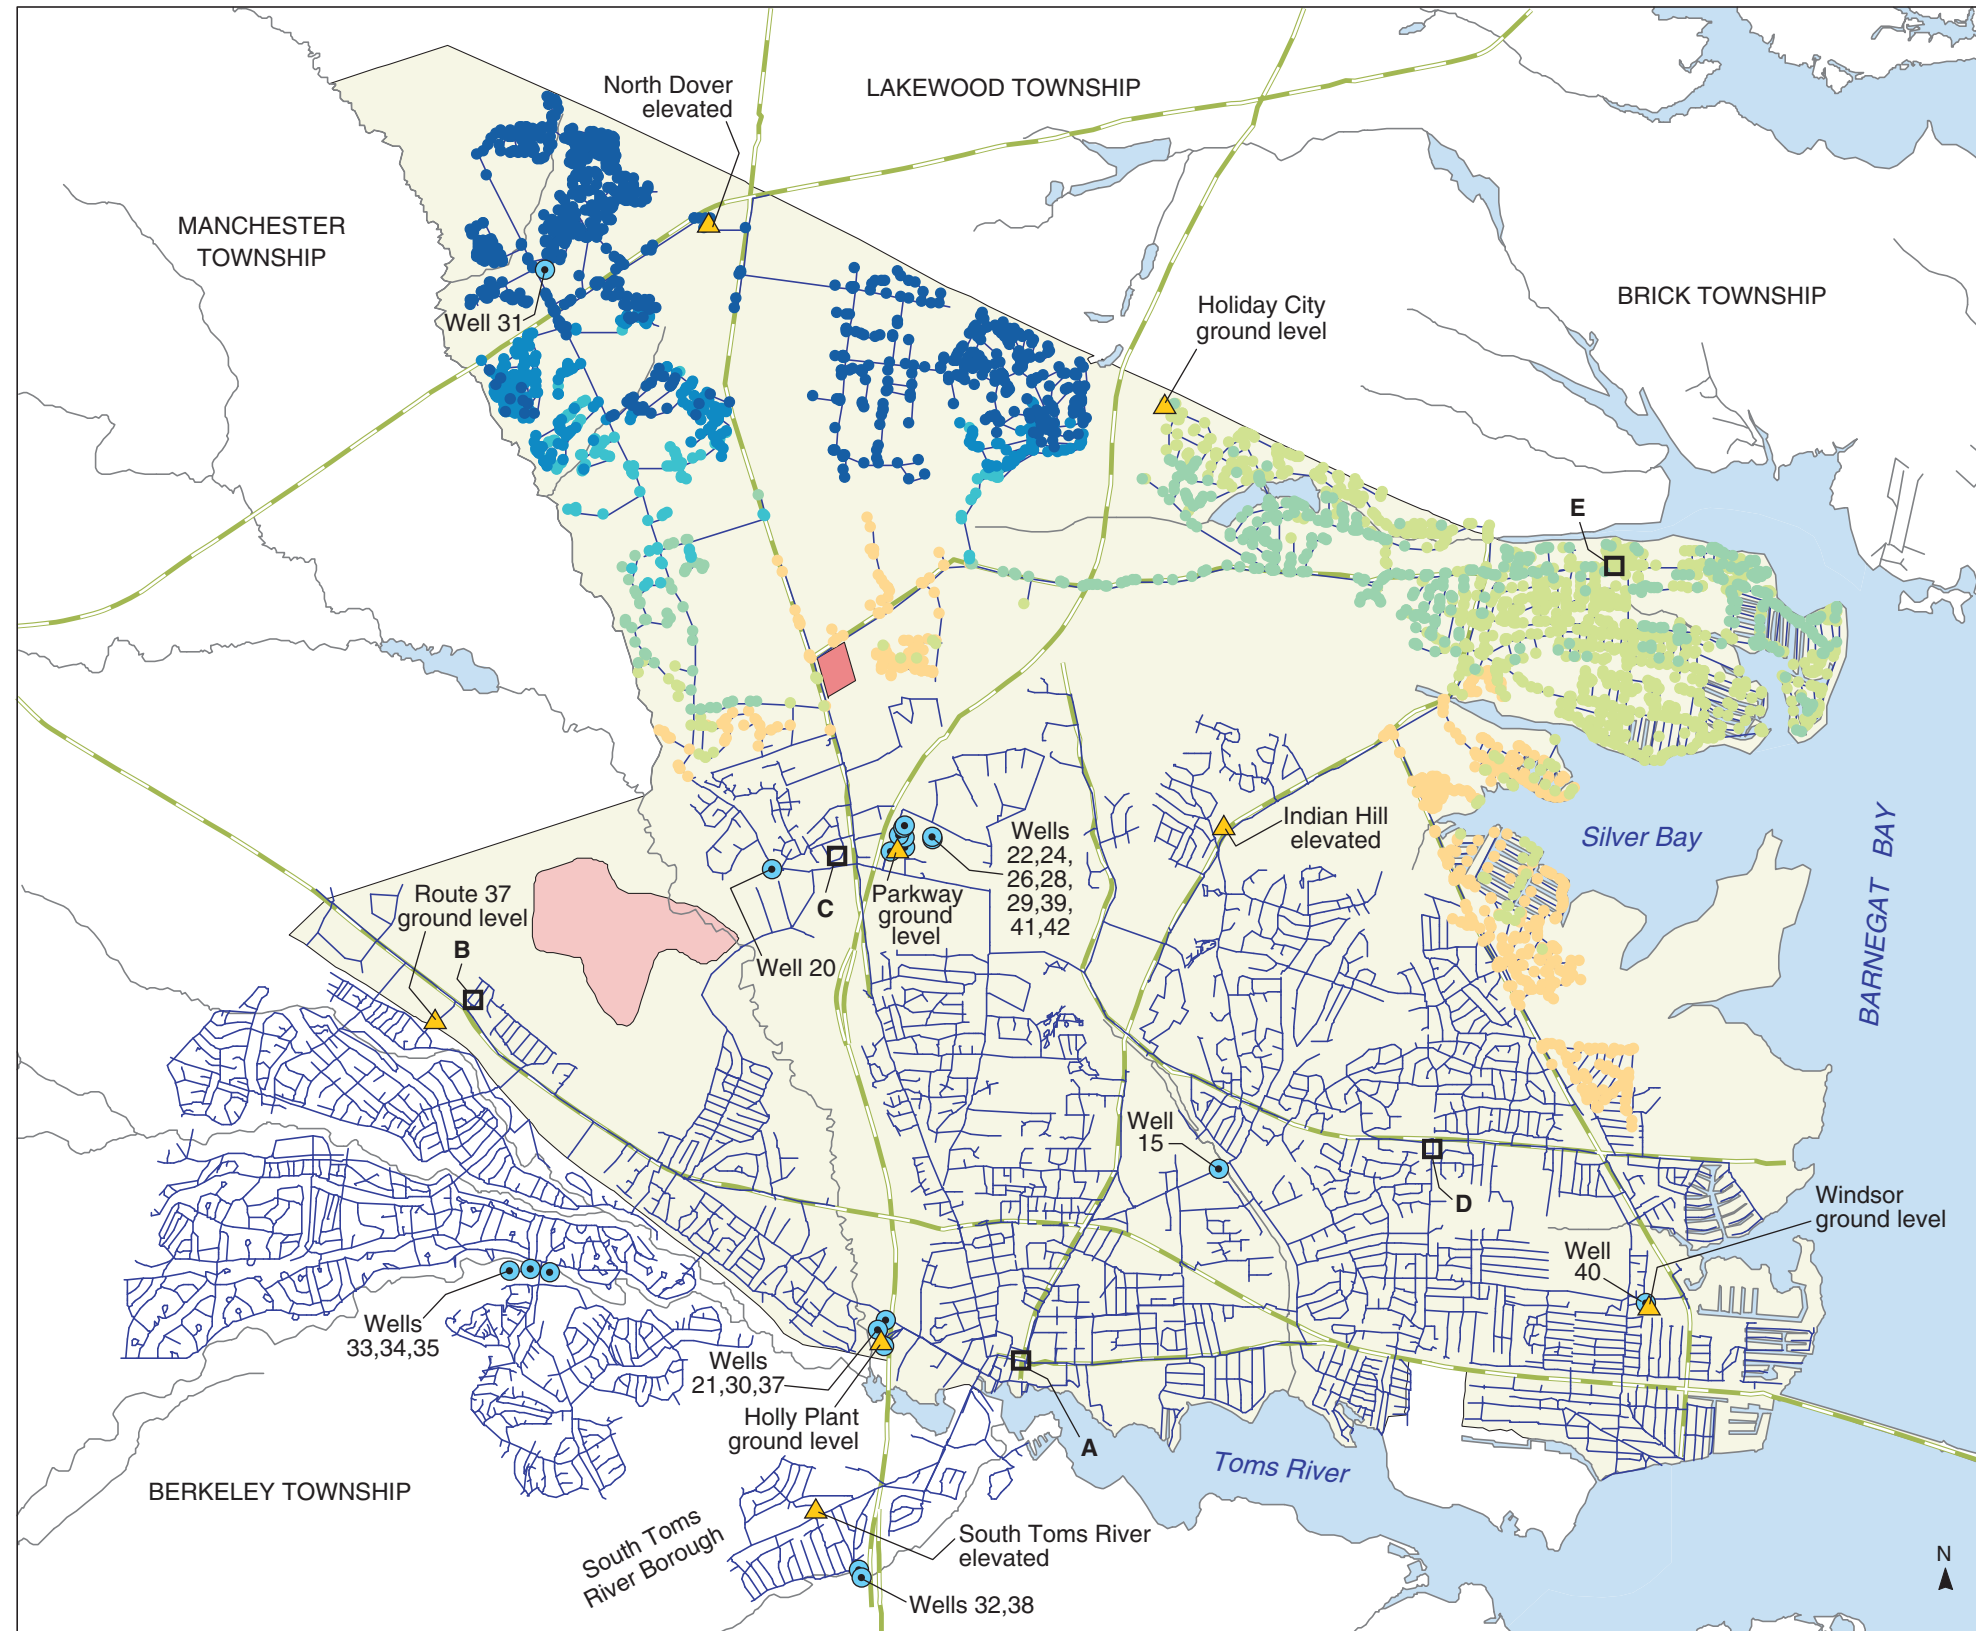 North Dover
elevated
LAKEWOOD TOWNSHIP
MANCHESTER
TOWNSHIP
BRICK TOWNSHIP
Holiday City
ground level
Well 31
E
Indian Hill
elevated
Silver Bay
BARNEGAT BAY
Wells
22,24,
26,28,
29,39,
41,42
Parkway
ground
level
C
Route 37
ground level
B
Well 20
Well
15
D
Windsor
ground level
Well
40
Wells
33,34,35
Wells
21,30,37
Holly Plant
ground level
A
Toms River
BERKELEY TOWNSHIP
South Toms
River Borough
South Toms River
elevated
Wells 32,38
N